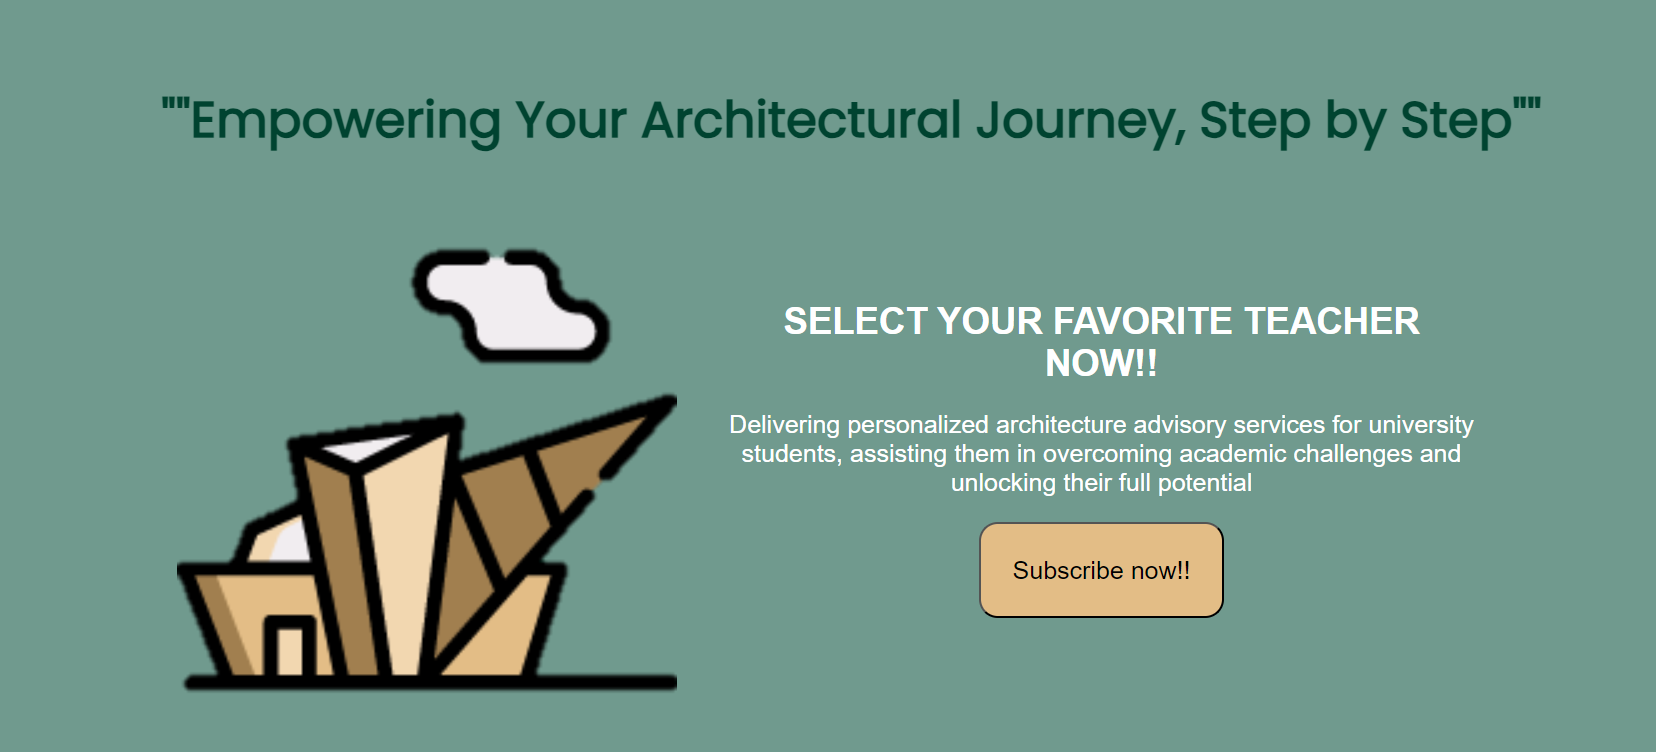 ""Empowering Your Architectural Journey, Step by Step""
SELECT YOUR FAVORITE TEACHER
NOW!!
Delivering personalized architecture advisory services for university
students, assisting them in overcoming academic challenges and
unlocking their full potential
Subscribe now!!